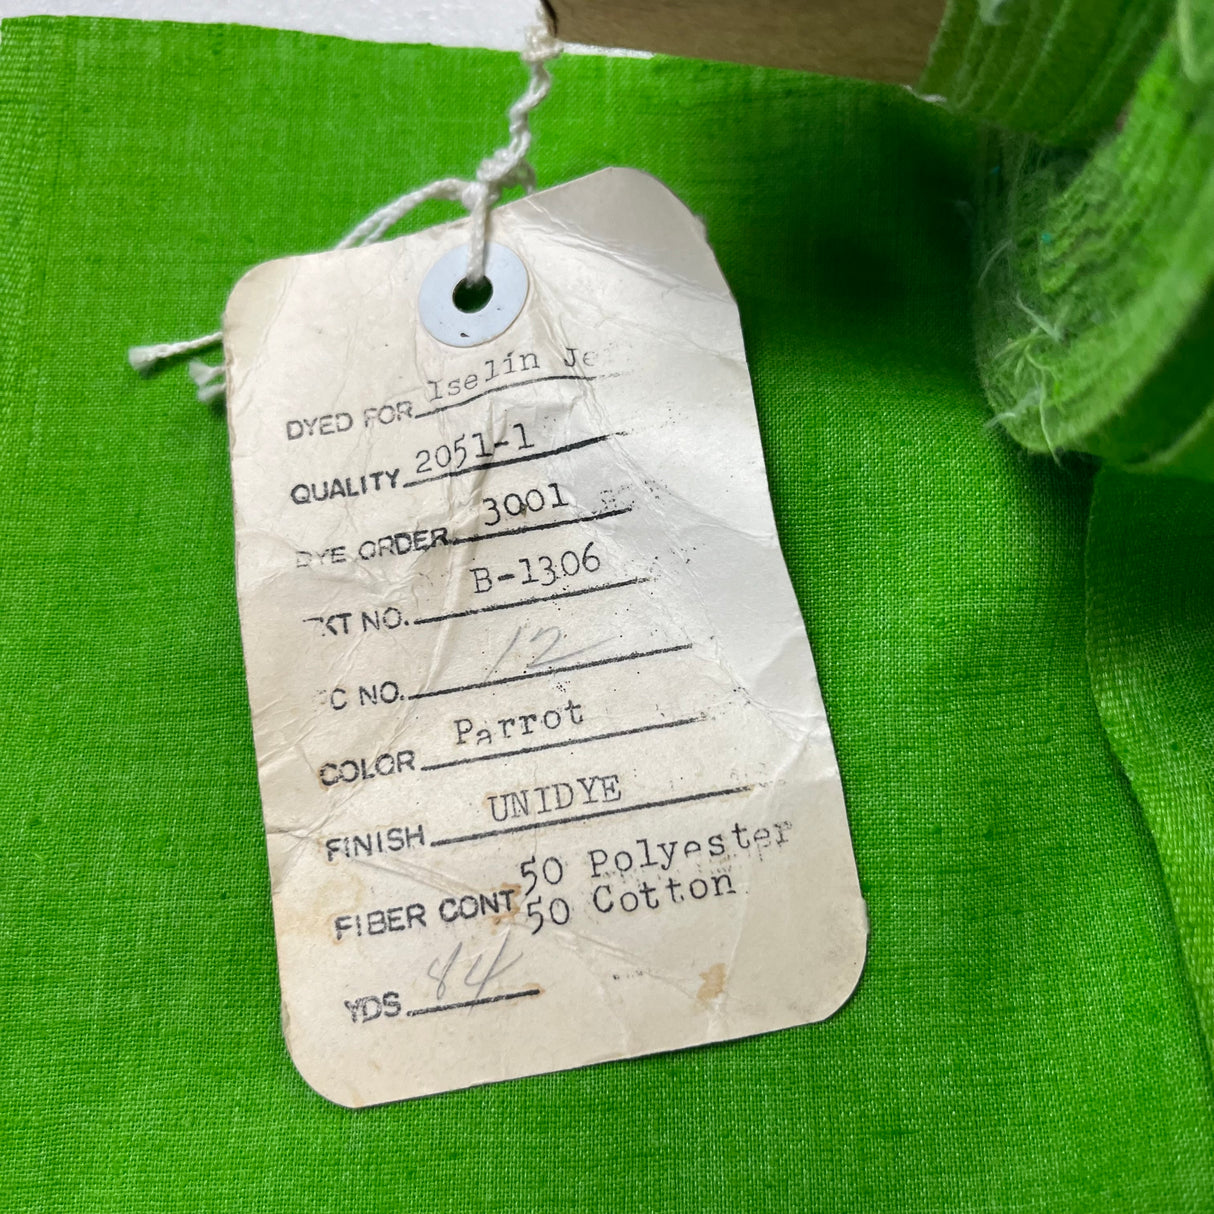 DYED FOR Iselin
QUALITY 2051-1
DYE ORDER 3001
KT NO. B-1306
C NO. 12
COLOR Parrot
FINISH UNIDYE
50 Polyester
FIBER CONT 50 Cotton
YDS. 84